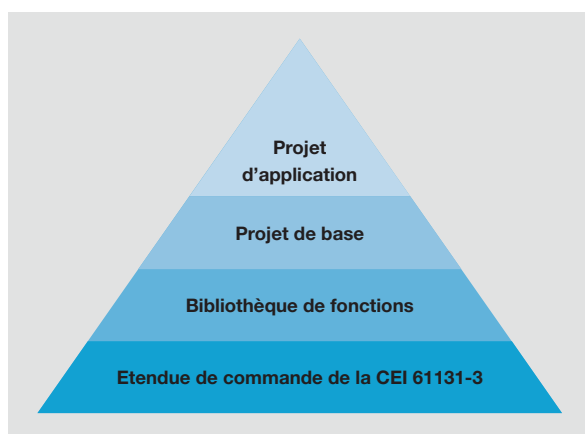 Projet
d'application
Projet de base
Bibliothèque de fonctions
Etendue de commande de la CEI 61131-3